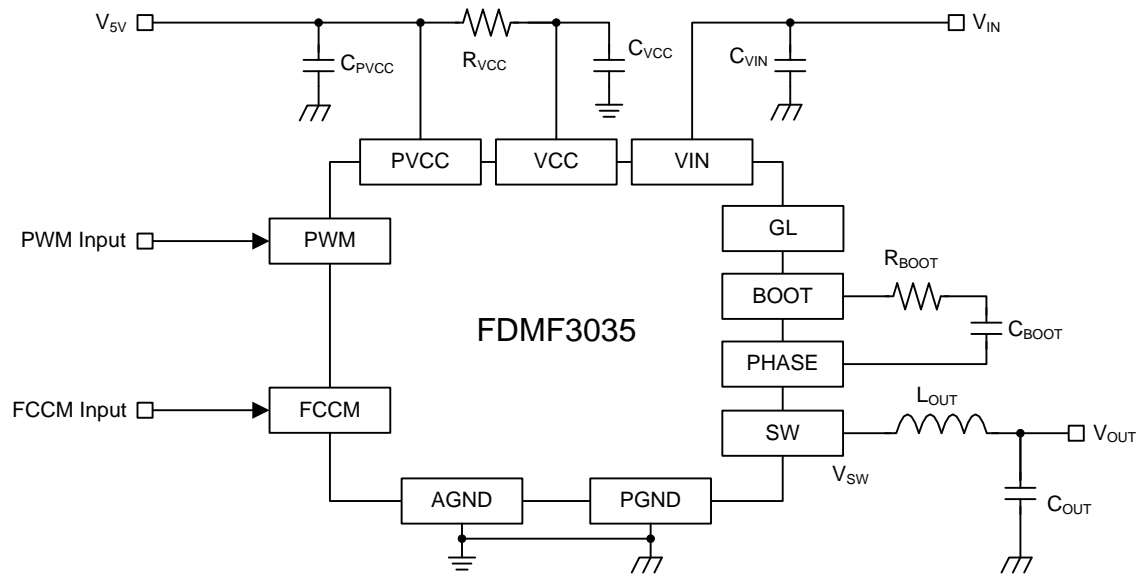 V5V
RVCC
CPVCC
CVCC
CVIN
VIN
PVCC
VCC
VIN
PWM Input
PWM
GL
BOOT
RBOOT
CBOOT
FDMF3035
PHASE
FCCM Input
FCCM
LOUT
SW
VSW
VOUT
COUT
AGND
PGND